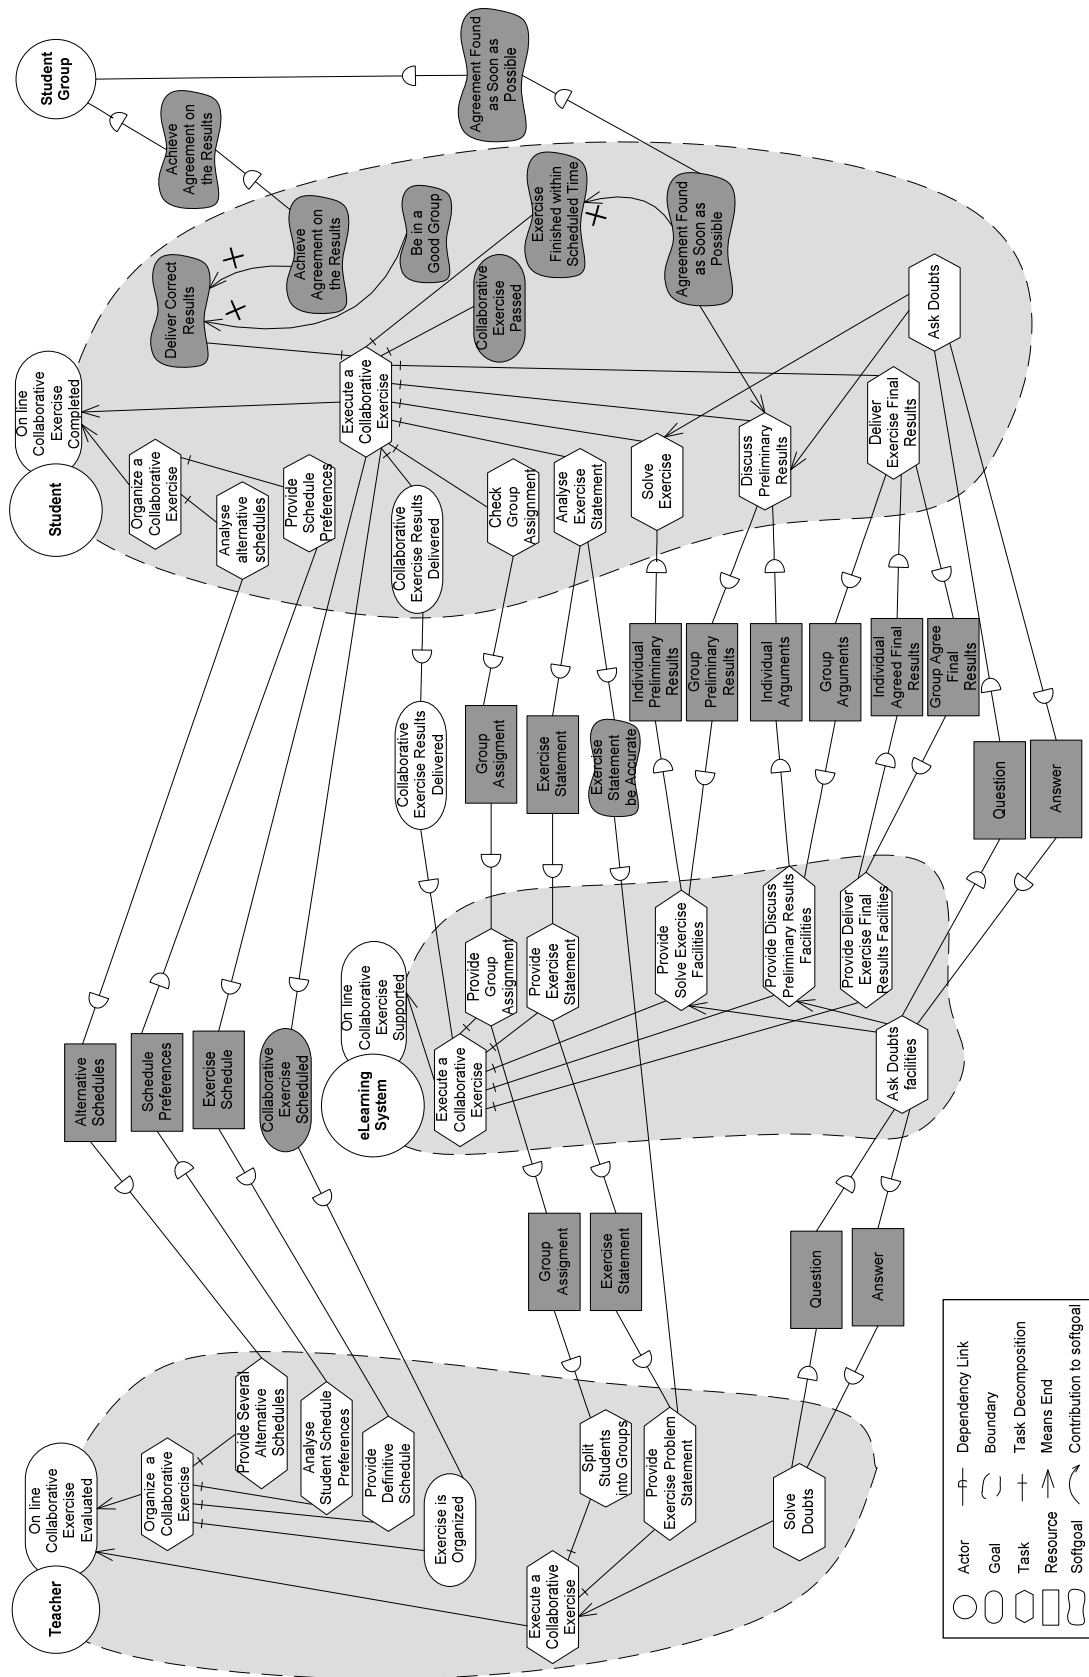 Teacher
On line
Collaborative
Exercise
Evaluated
Organize a
Collaborative
Exercise
Provide Several
Alternative
Schedules
Analyse
Student Schedule
Preferences
Provide
Definitive
Schedule
Exercise is
Organized
Execute a
Collaborative
Exercise
Split
Students
into Groups
Provide
Exercise Problem
Statement
Solve
Doubts
Alternative
Schedules
Schedule
Preferences
Exercise
Schedule
Collaborative
Exercise
Scheduled
Group
Assigment
Exercise
Statement
Question
Answer
eLearning
System
On line
Collaborative
Exercise
Supported
Execute a
Collaborative
Exercise
Provide
Group
Assignment
Provide
Exercise
Statement
Provide
Solve Exercise
Facilities
Provide Discuss
Preliminary Results
Facilities
Provide Deliver
Exercise Final
Results Facilities
Ask Doubts
facilities
Collaborative
Exercise Results
Delivered
Group
Assigment
Exercise
Statement
Exercise
Statement
be Accurate
Individual
Preliminary
Results
Group
Preliminary
Results
Individual
Arguments
Group
Arguments
Individual
Agreed Final
Results
Group Agree
Final
Results
Question
Answer
Student
On line
Collaborative
Exercise
Completed
Organize a
Collaborative
Exercise
Analyse
alternative
schedules
Provide
Schedule
Preferences
Execute a
Collaborative
Exercise
Collaborative
Exercise Results
Delivered
Check
Group
Assignment
Analyse
Exercise
Statement
Solve
Exercise
Discuss
Preliminary
Results
Deliver
Exercise Final
Results
Ask Doubts
Deliver Correct
Results
Achieve
Agreement on
the Results
Be in a
Good Group
Collaborative
Exercise
Passed
Exercise
Finished within
Scheduled Time
Agreement Found
as Soon as
Possible
Achieve
Agreement on
the Results
Agreement Found
as Soon as
Possible
Student
Group
Actor
Goal
Task
Resource
Softgoal
Dependency Link
Boundary
Task Decomposition
Means End
Contribution to softgoal